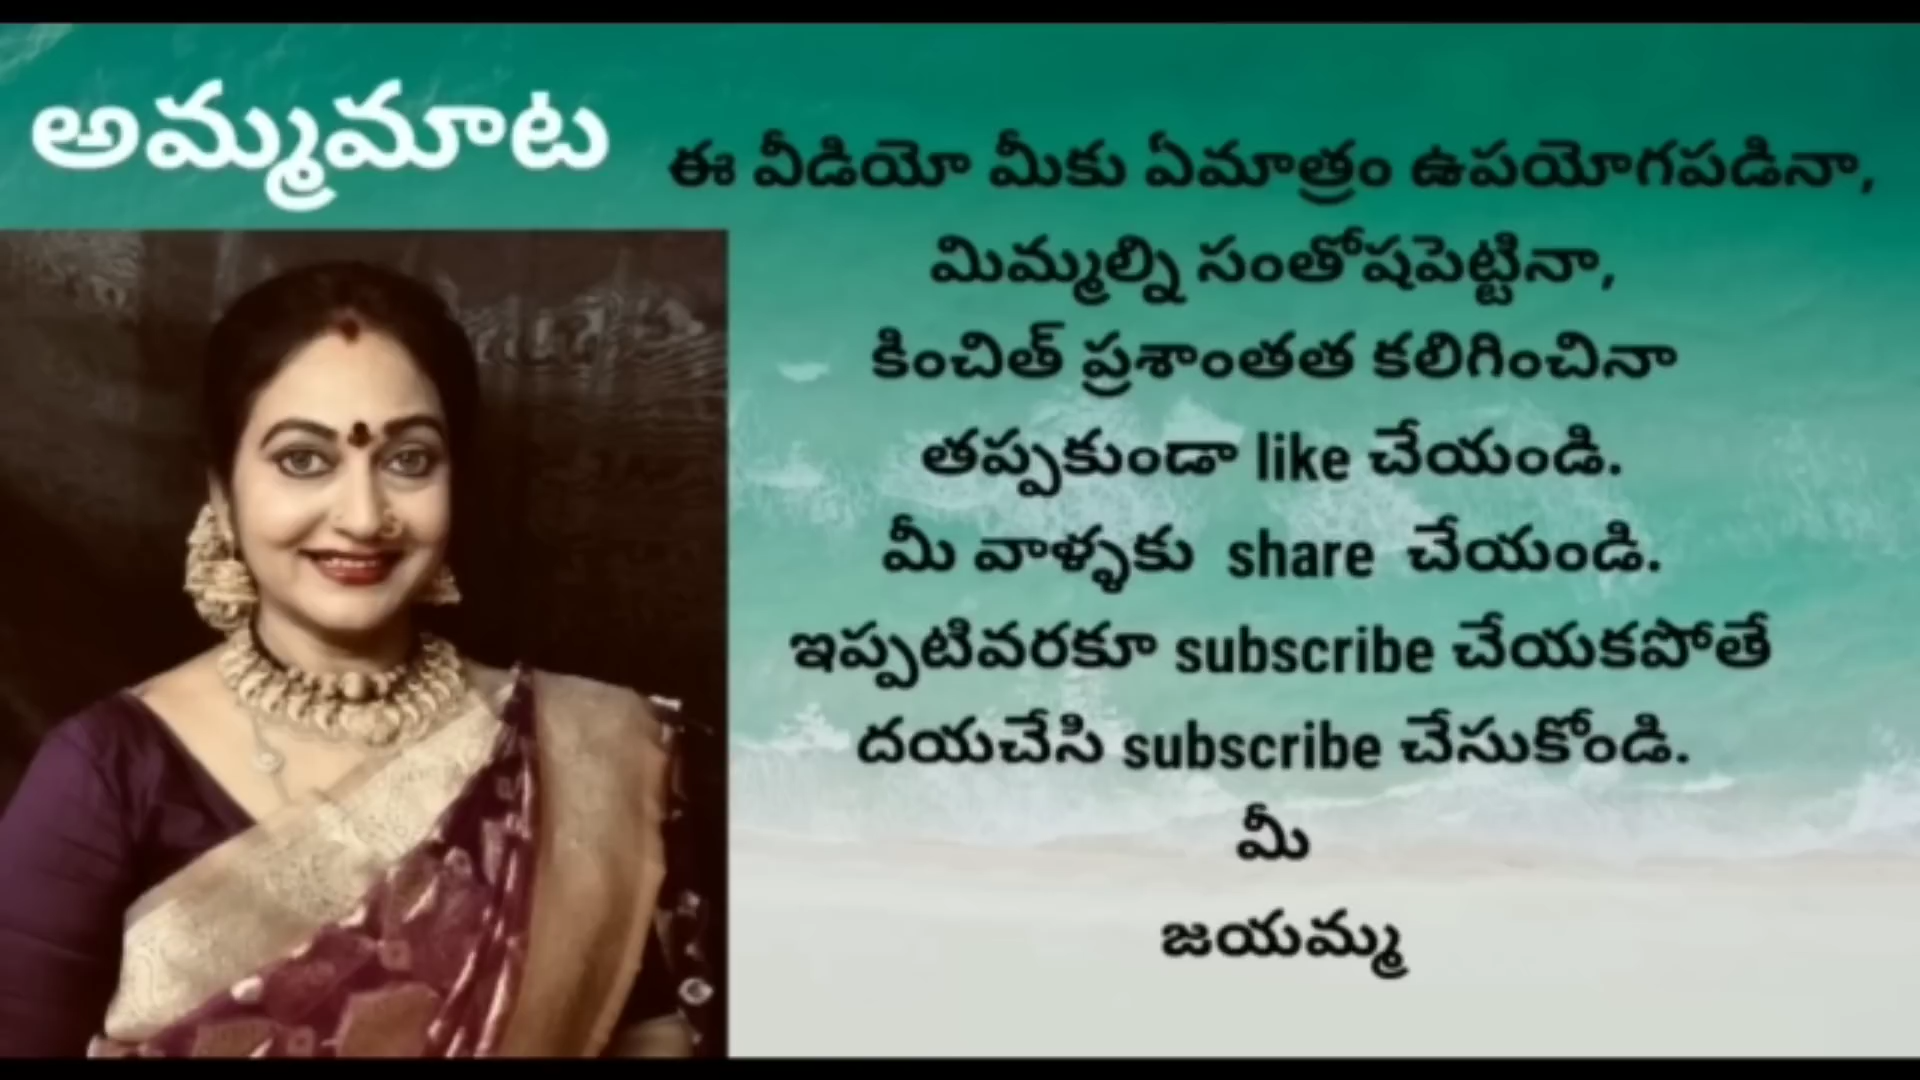 అమ్మమాట
ఈ వీడియో మీకు ఏమాత్రం ఉపయోగపడినా,
మిమ్మల్ని సంతోషపెట్టినా,
కించిత్ ప్రశాంతత కలిగించినా
తప్పకుండా like చేయండి.
మీ వాళ్ళకు share చేయండి.
ఇప్పటివరకూ subscribe చేయకపోతే
దయచేసి subscribe చేసుకోండి.
మీ
జయమ్మ